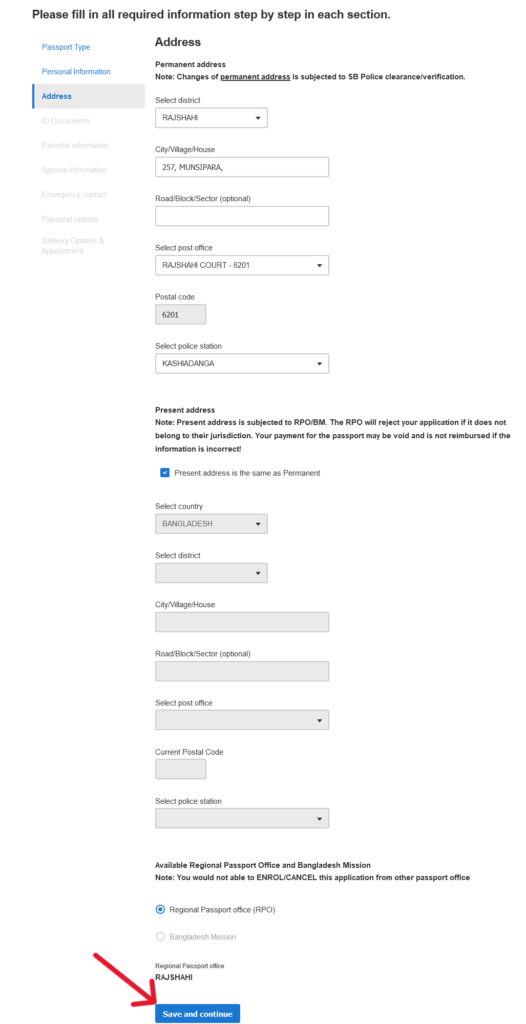 Please fill in all required information step by step in each section.
Passport Type
Personal Information
Address
ID Documents
Parental information
Spouse Information
Emergency contact
Passport options
Delivery Options &
Appointment
Address
Permanent address
Note: Changes of permanent address is subjected to SB Police clearance/verification.
Select district
RAJSHAHI
City/Village/House
257, MUNSIPARA,
Road/Block/Sector (optional)
Select post office
RAJSHAHI COURT - 6201
Postal code
6201
Select police station
KASHIADANGA
Present address
Note: Present address is subjected to RPO/BM. The RPO will reject your application if it does not
belong to their jurisdiction. Your payment for the passport may be void and is not reimbursed if the
information is incorrect!
Present address is the same as Permanent
Select country
BANGLADESH
Select district
City/Village/House
Road/Block/Sector (optional)
Select post office
Current Postal Code
Select police station
Available Regional Passport Office and Bangladesh Mission
Note: You would not able to ENROL/CANCEL this application from other passport office
Regional Passport office (RPO)
Bangladesh Mission
Regional Passport office
RAJSHAHI
Save and continue